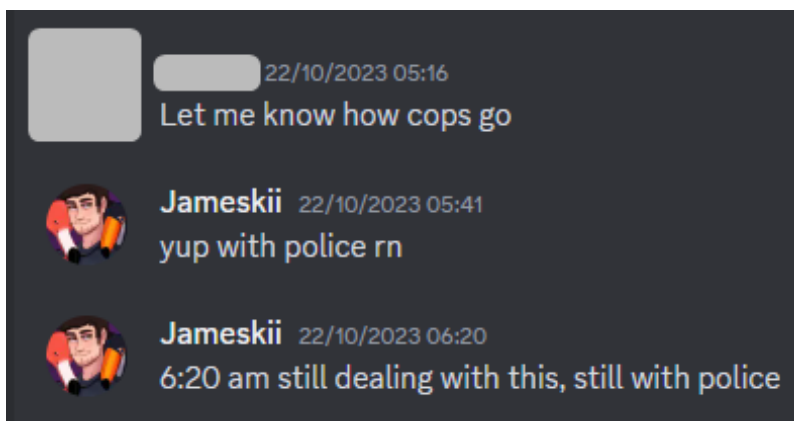 22/10/2023 05:16
Let me know how cops go
Jameskii 22/10/2023 05:41
yup with police rn
Jameskii 22/10/2023 06:20
6:20 am still dealing with this, still with police